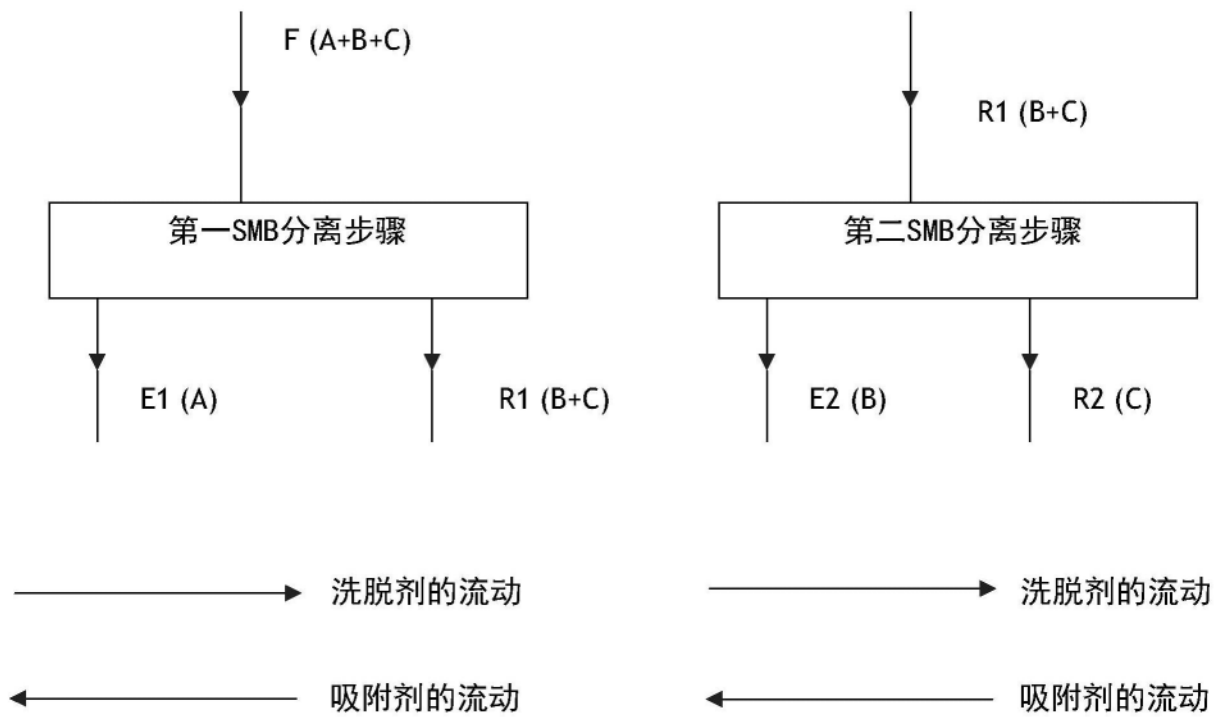 F (A+B+C)
第一SMB分离步骤
E1 (A)
R1 (B+C)
R1 (B+C)
第二SMB分离步骤
E2 (B)
R2 (C)
洗脱剂的流动
洗脱剂的流动
吸附剂的流动
吸附剂的流动